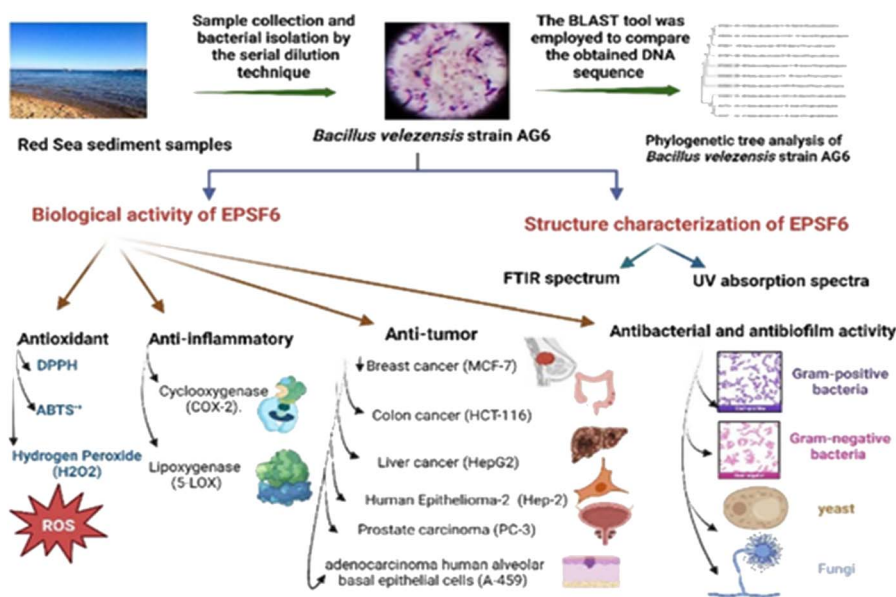 Sample collection and
bacterial isolation by
the serial dilution
technique
The BLAST tool was
employed to compare
the obtained DNA
sequence
Red Sea sediment samples
Bacillus velezensis strain AG6
Phylogenetic tree analysis of
Bacillus velezensis strain AG6
Biological activity of EPSF6
Structure characterization of EPSF6
FTIR spectrum
UV absorption spectra
Antioxidant
DPPH
ABTS·+
Hydrogen Peroxide
(H2O2)
ROS
Anti-inflammatory
Cyclooxygenase
(COX-2).
Lipoxygenase
(5-LOX)
Anti-tumor
Breast cancer (MCF-7)
Colon cancer (HCT-116)
Liver cancer (HepG2)
Human Epithelioma-2 (Hep-2)
Prostate carcinoma (PC-3)
adenocarcinoma human alveolar
basal epithelial cells (A-459)
Antibacterial and antibiofilm activity
Gram-positive
bacteria
Gram-negative
bacteria
yeast
Fungi